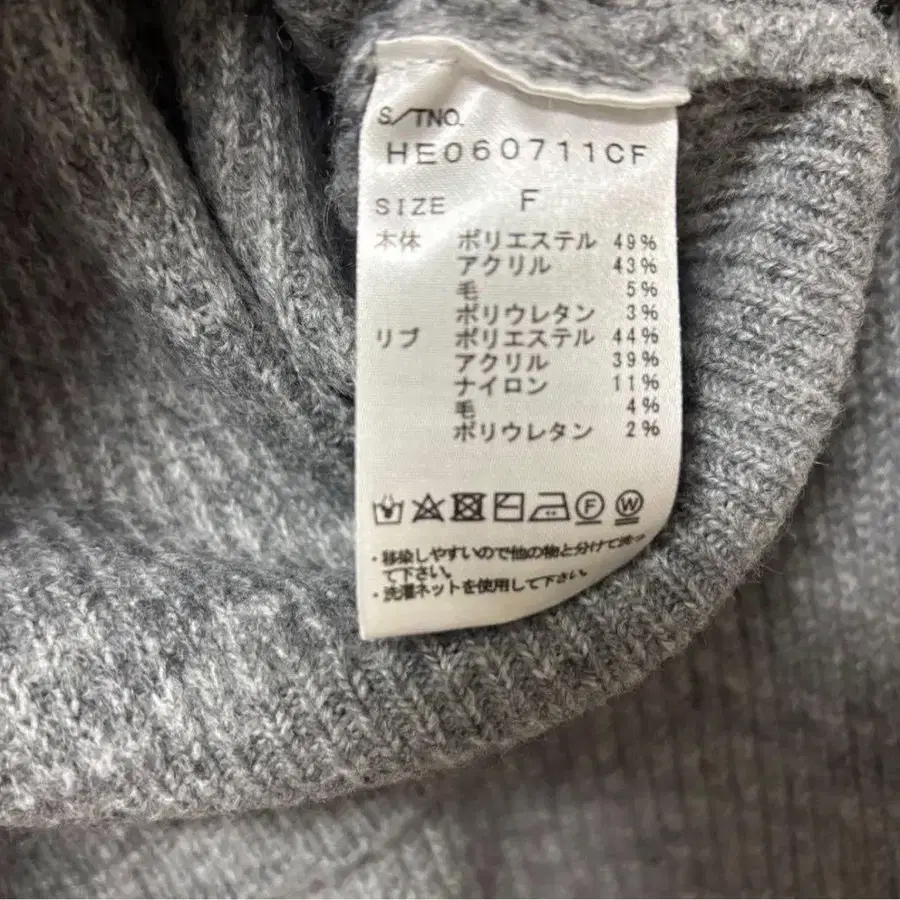 S/TNO.
HE060711CF
SIZE F
本体 ポリエステル 49%
アクリル 43%
毛 5%
ポリウレタン 3%
リブ ポリエステル 44%
アクリル 39%
ナイロン 11%
毛 4%
ポリウレタン 2%
F W
・移染しやすいので他の物と分けて洗っ
て下さい。
・洗濯ネットを使用して下さい。